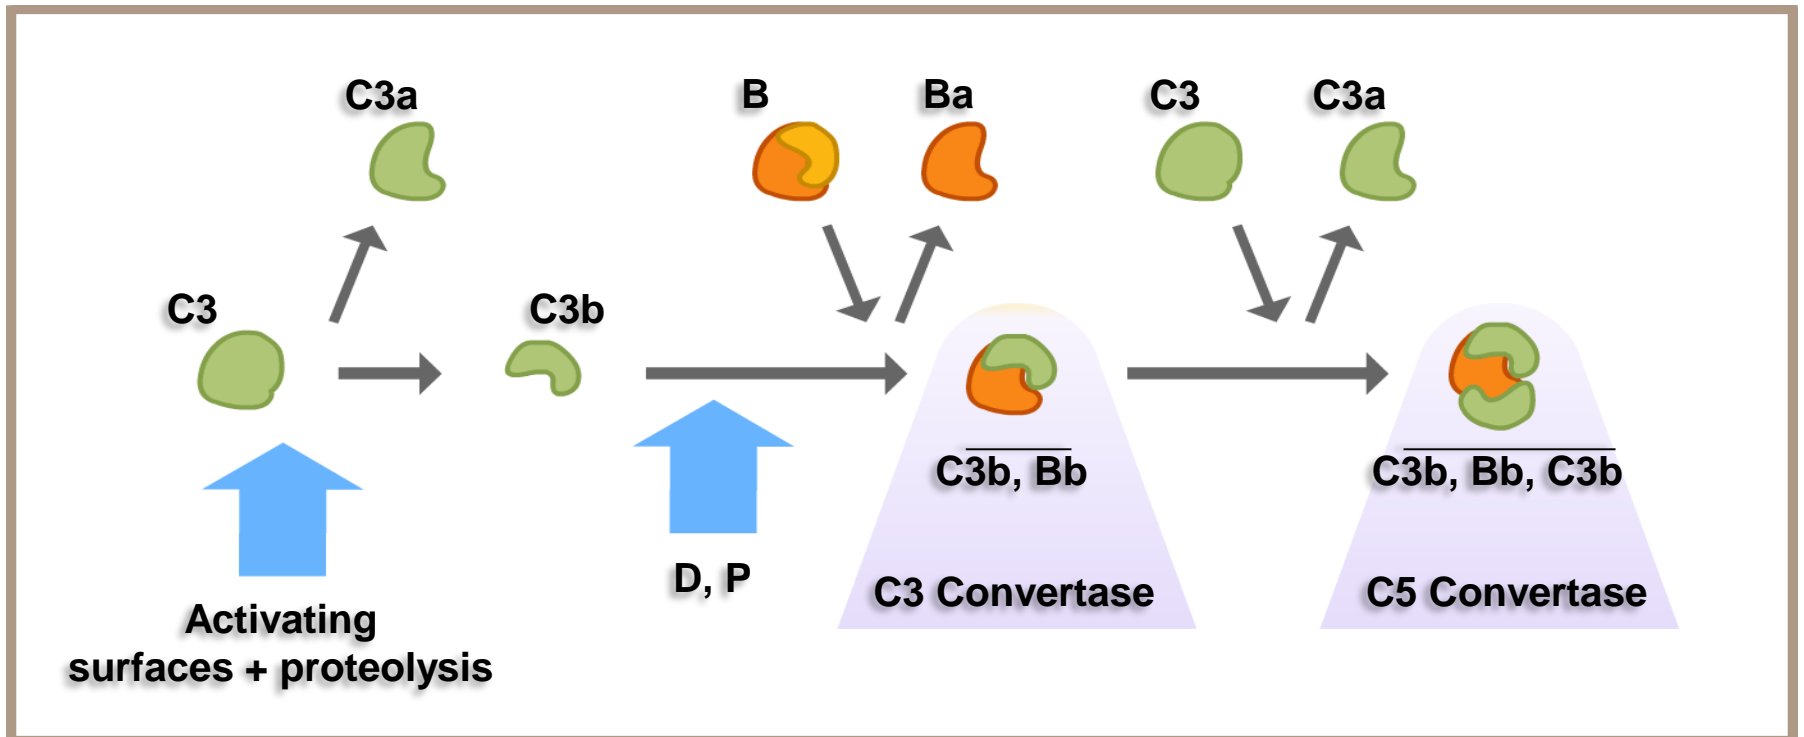 C3a
B
Ba
C3
C3a
C3
C3b
C3b, Bb
C3b, Bb, C3b
D, P
C3 Convertase
C5 Convertase
Activating
surfaces + proteolysis